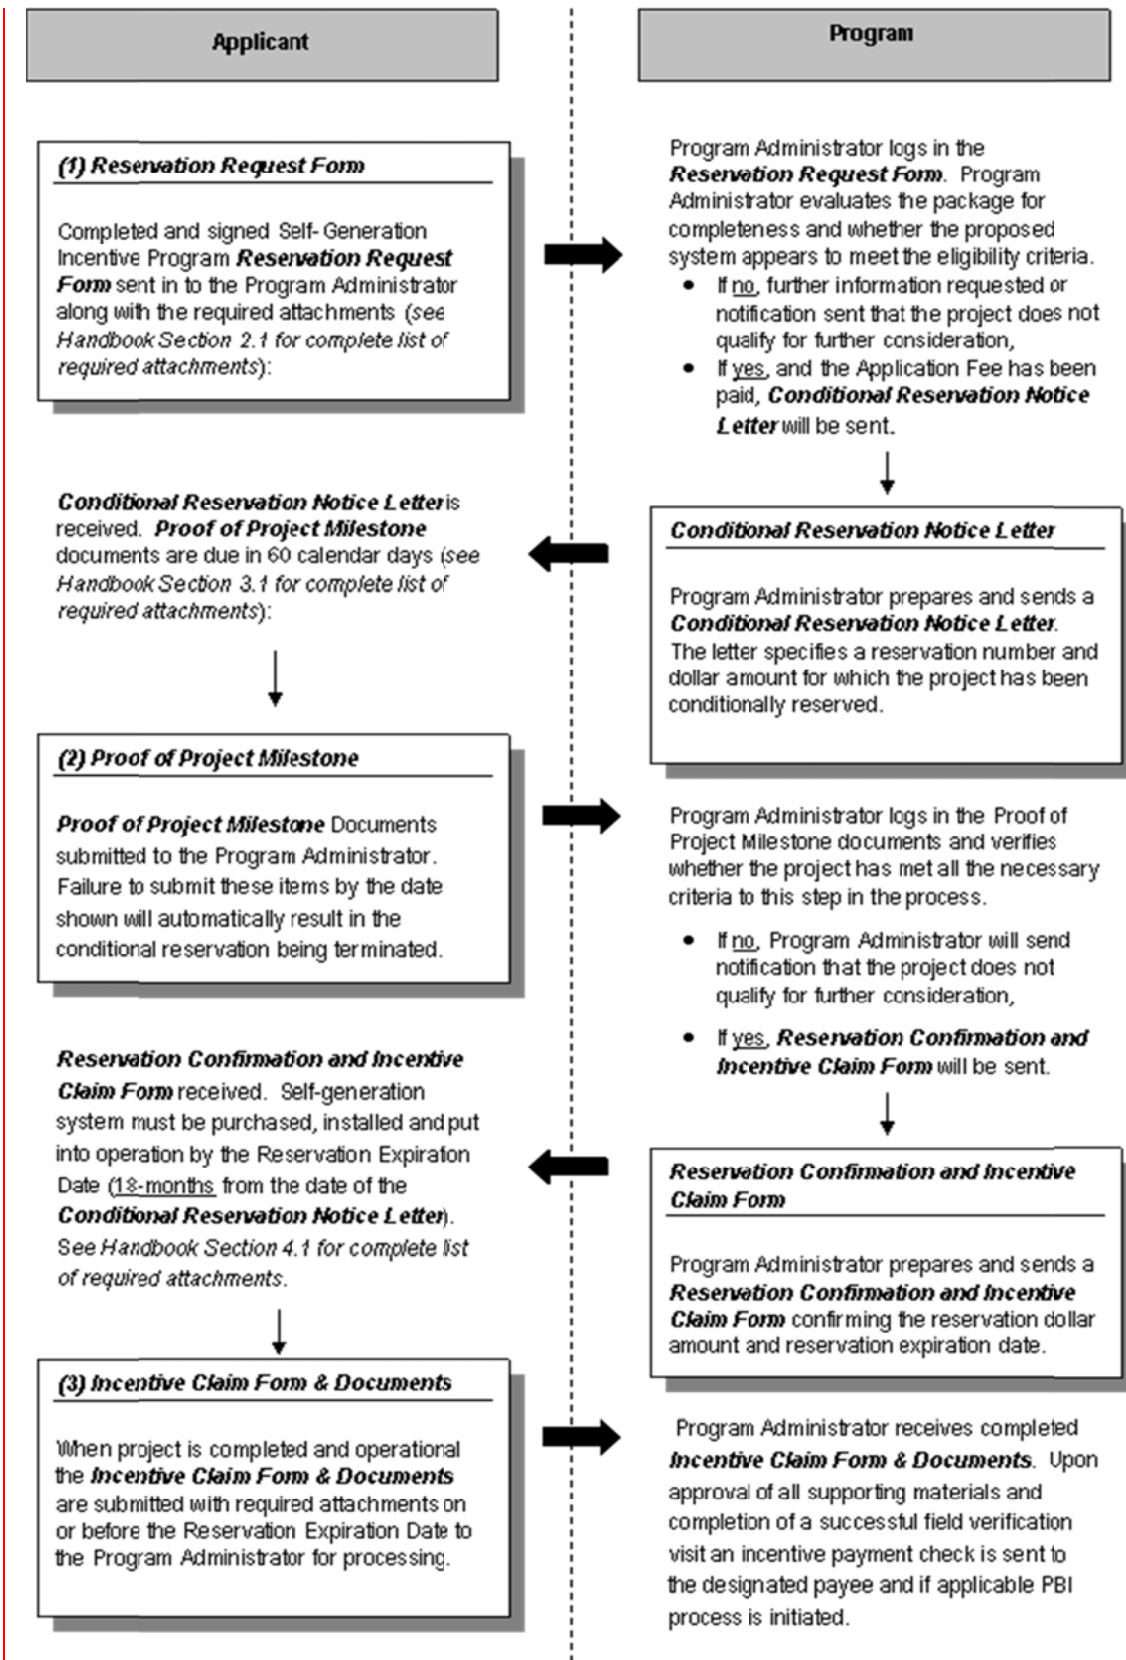 Applicant
Program
(1) Reservation Request Form
Completed and signed Self-Generation
Incentive Program Reservation Request
Form sent in to the Program Administrator
along with the required attachments (see
Handbook Section 2.1 for complete list of
required attachments):
Program Administrator logs in the
Reservation Request Form. Program
Administrator evaluates the package for
completeness and whether the proposed
system appears to meet the eligibility criteria.
• If no, further information requested or
notification sent that the project does not
qualify for further consideration,
• If yes, and the Application Fee has been
paid, Conditional Reservation Notice
Letter will be sent.
Conditional Reservation Notice Letter is
received. Proof of Project Milestone
documents are due in 60 calendar days (see
Handbook Section 3.1 for complete list of
required attachments):
Conditional Reservation Notice Letter
Program Administrator prepares and sends a
Conditional Reservation Notice Letter.
The letter specifies a reservation number and
dollar amount for which the project has been
conditionally reserved.
(2) Proof of Project Milestone
Proof of Project Milestone Documents
submitted to the Program Administrator.
Failure to submit these items by the date
shown will automatically result in the
conditional reservation being terminated.
Program Administrator logs in the Proof of
Project Milestone documents and verifies
whether the project has met all the necessary
criteria to this step in the process.
• If no, Program Administrator will send
notification that the project does not
qualify for further consideration,
• If yes, Reservation Confirmation and
Incentive Claim Form will be sent.
Reservation Confirmation and Incentive
Claim Form received. Self-generation
system must be purchased, installed and put
into operation by the Reservation Expiration
Date (18-months from the date of the
Conditional Reservation Notice Letter).
See Handbook Section 4.1 for complete list
of required attachments.
Reservation Confirmation and Incentive
Claim Form
Program Administrator prepares and sends a
Reservation Confirmation and Incentive
Claim Form confirming the reservation dollar
amount and reservation expiration date.
(3) Incentive Claim Form & Documents
When project is completed and operational
the Incentive Claim Form & Documents
are submitted with required attachments on
or before the Reservation Expiration Date to
the Program Administrator for processing.
Program Administrator receives completed
Incentive Claim Form & Documents. Upon
approval of all supporting materials and
completion of a successful field verification
visit an incentive payment check is sent to
the designated payee and if applicable PBI
process is initiated.